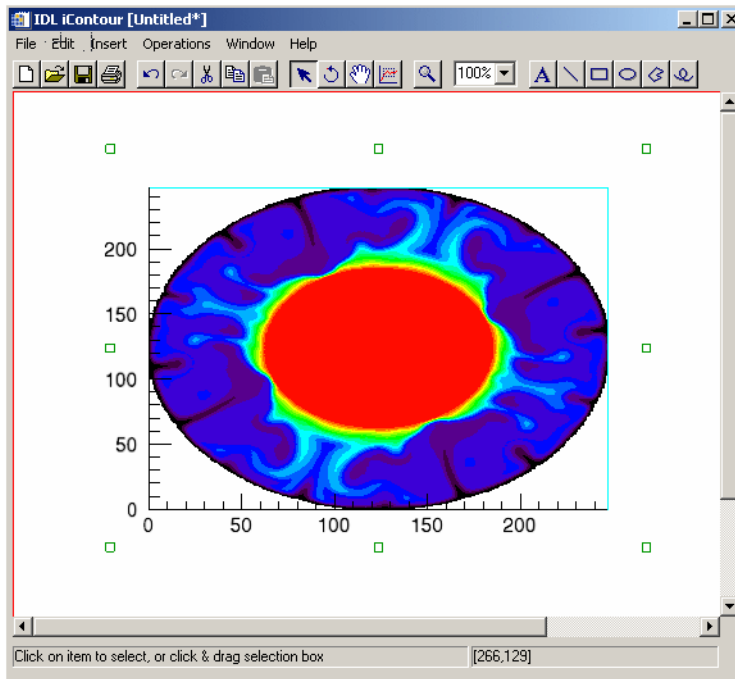 IDL iContour [Untitled*]
File Edit Insert Operations Window Help
100% A
200
150
100
50
0
0 50 100 150 200
Click on item to select, or click & drag selection box [266,129]